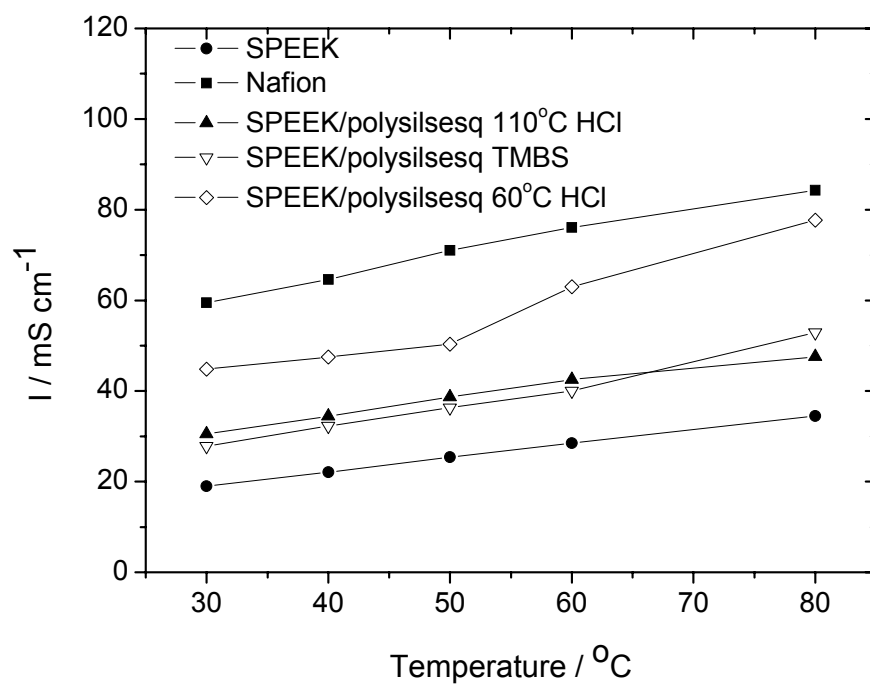 120
100
80
60
40
20
0
SPEEK
Nafion
SPEEK/polysilsesq 110°C HCl
SPEEK/polysilsesq TMBS
SPEEK/polysilsesq 60°C HCl
I / mS cm⁻¹
30 40 50 60 70 80
Temperature / °C